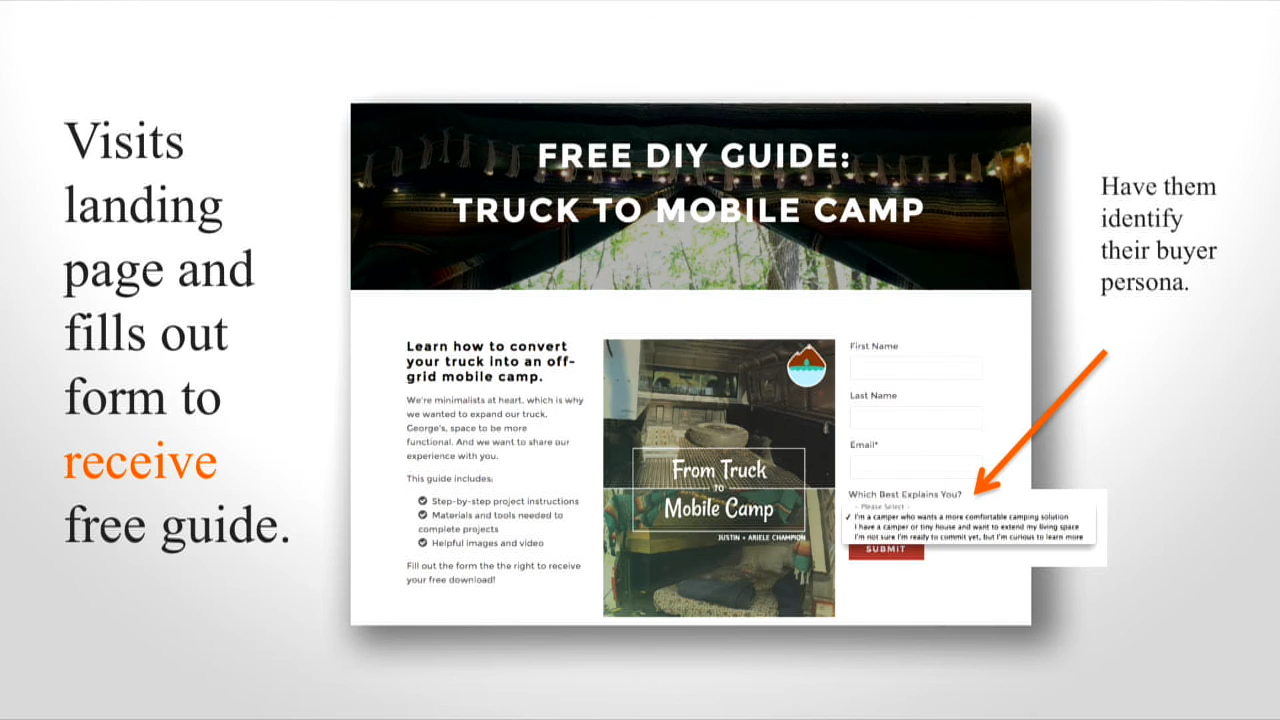 Visits
landing
page and
fills out
form to
receive
free guide.
FREE DIY GUIDE:
TRUCK TO MOBILE CAMP
Learn how to convert
your truck into an off-
grid mobile camp.
We're minimalists at heart, which is why
we wanted to expand our truck,
George's, space to be more
functional. And we want to share our
experience with you.
This guide includes:
Step-by-step project instructions
Materials and tools needed to
complete projects
Helpful images and video
Fill out the form the the right to receive
your free download!
From Truck
TO
Mobile Camp
JUSTIN + ARIELE CHAMPION
First Name
Last Name
Email*
Which Best Explains You?
- Please Select -
✓ I'm a camper who wants a more comfortable camping solution
I have a camper or tiny house and want to extend my living space
I'm not sure I'm ready to commit yet, but I'm curious to learn more
SUBMIT
Have them
identify
their buyer
persona.